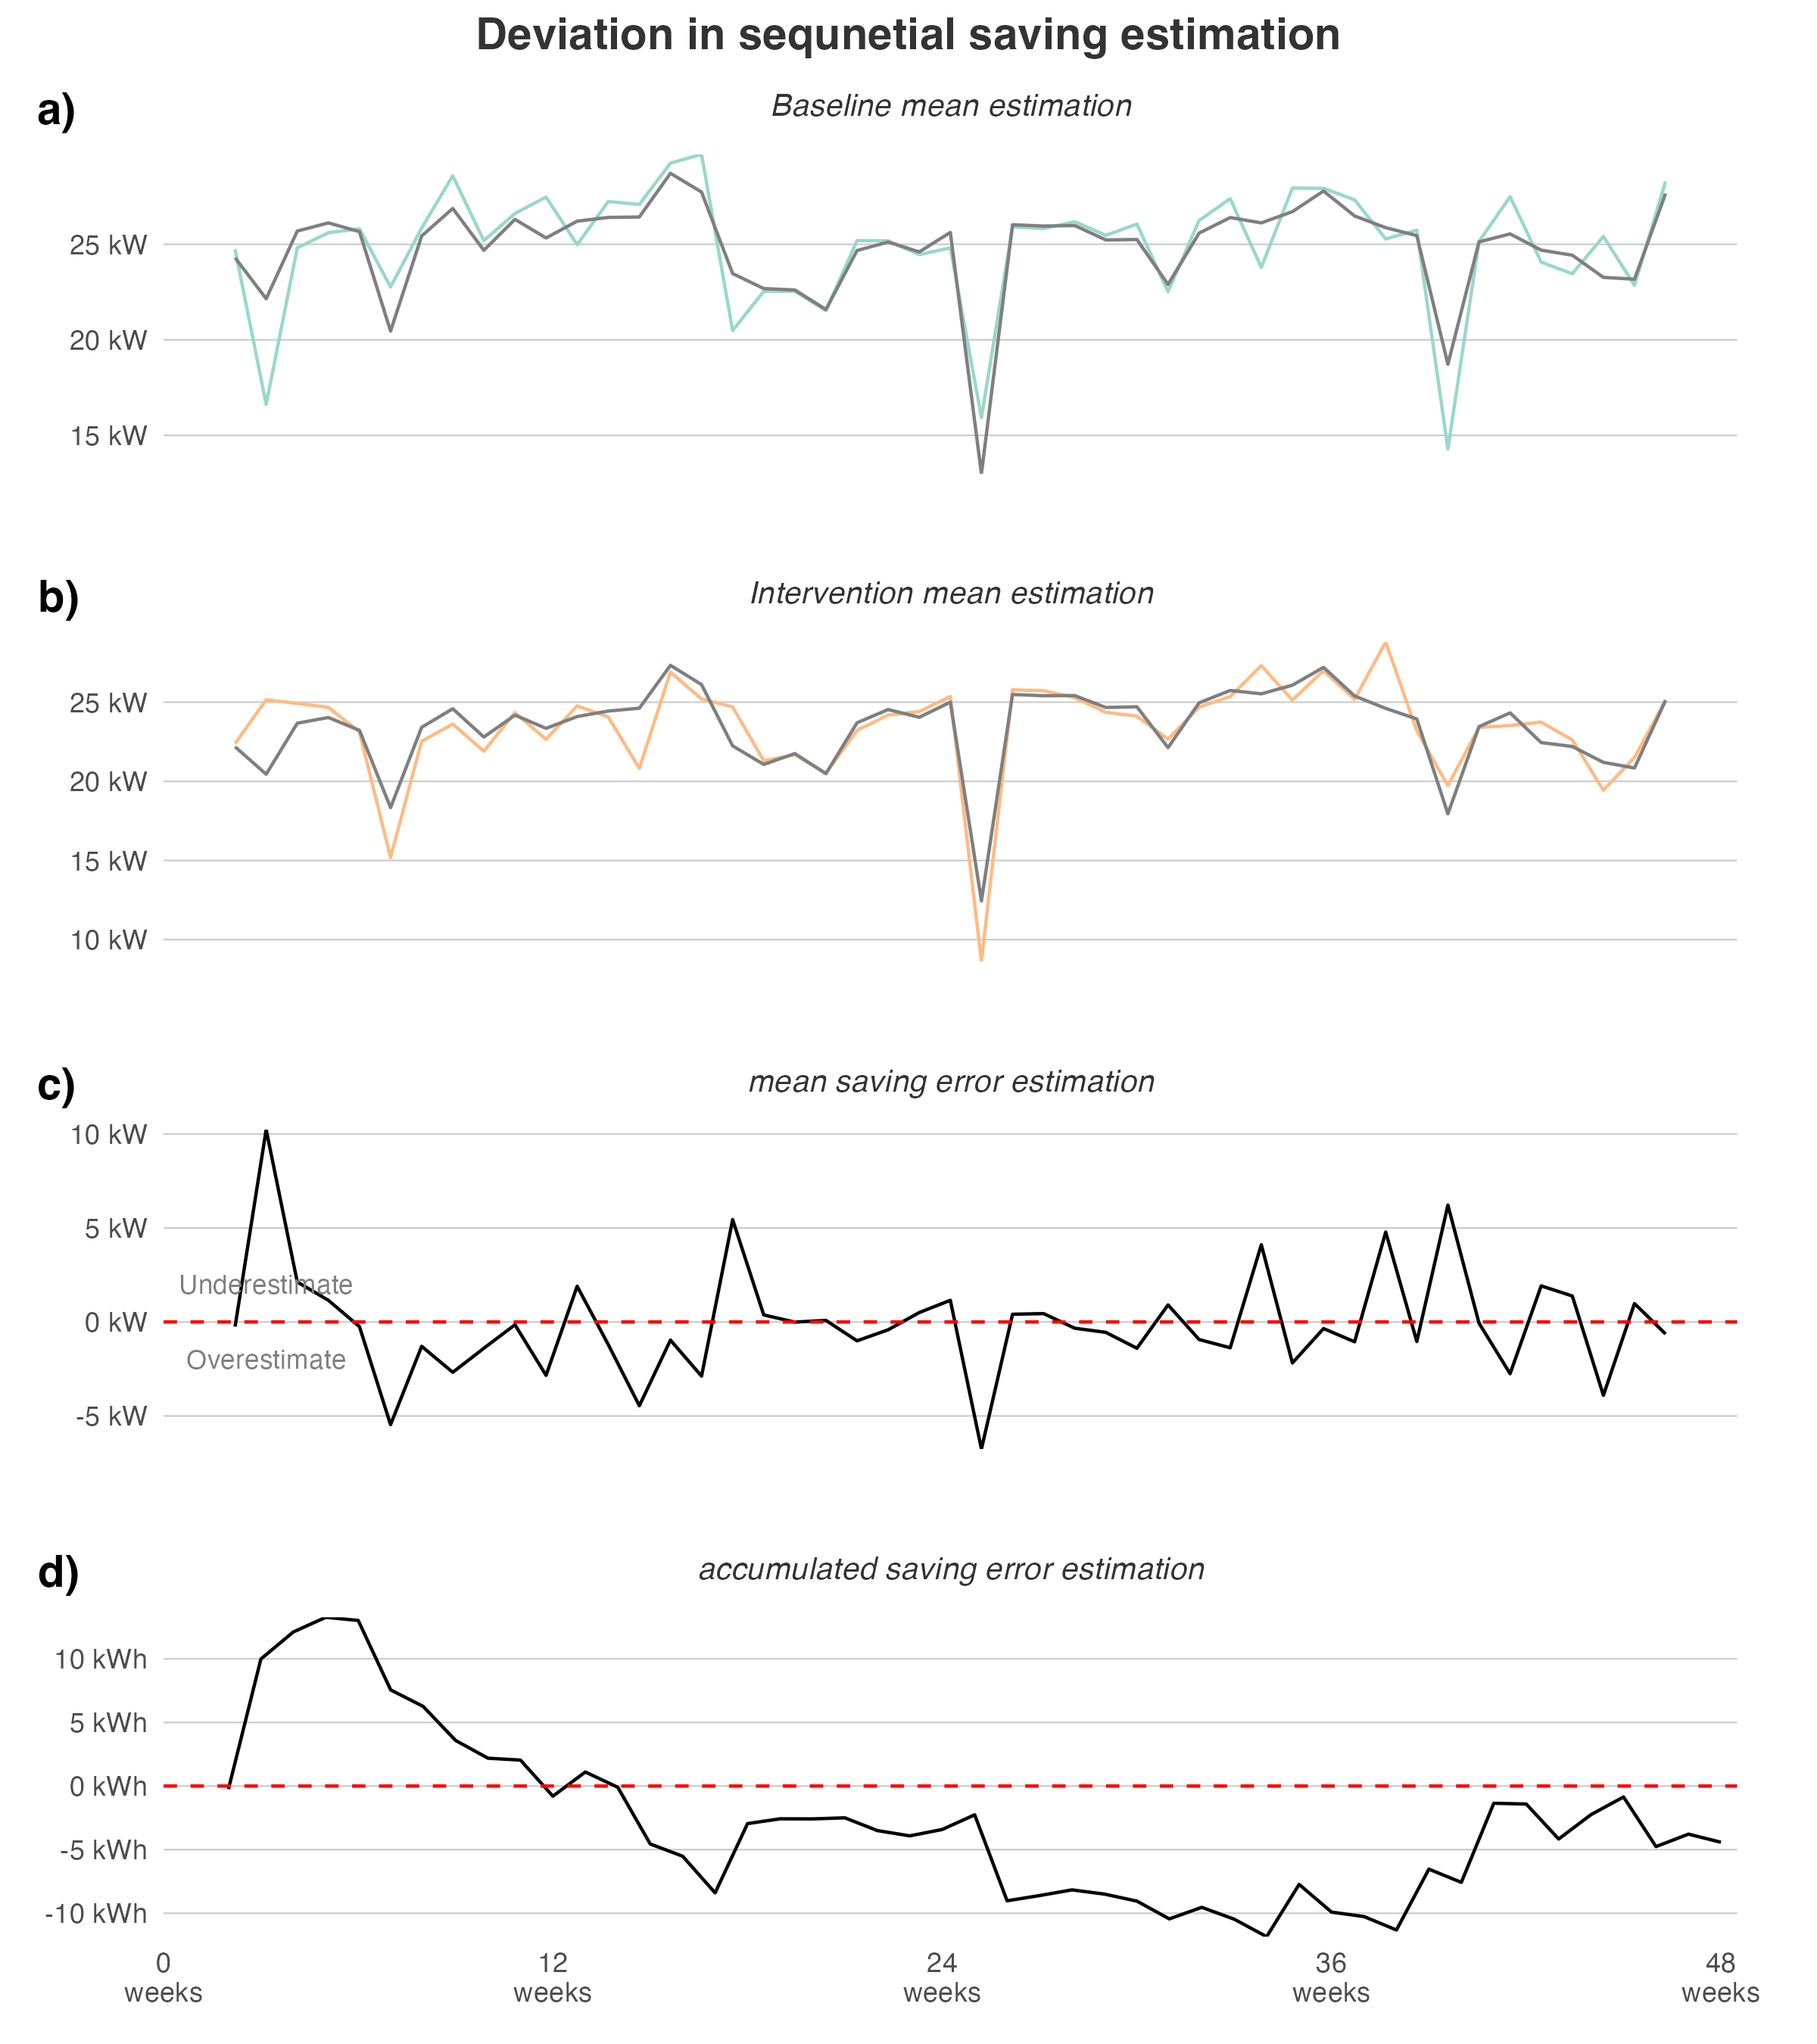 Deviation in sequnetial saving estimation
a)
Baseline mean estimation
25 kW
20 kW
15 kW
b)
Intervention mean estimation
25 kW
20 kW
15 kW
10 kW
c)
mean saving error estimation
10 kW
5 kW
Underestimate
0 kW
Overestimate
-5 kW
d)
accumulated saving error estimation
10 kWh
5 kWh
0 kWh
-5 kWh
-10 kWh
0 12 24 36 48
weeks weeks weeks weeks weeks